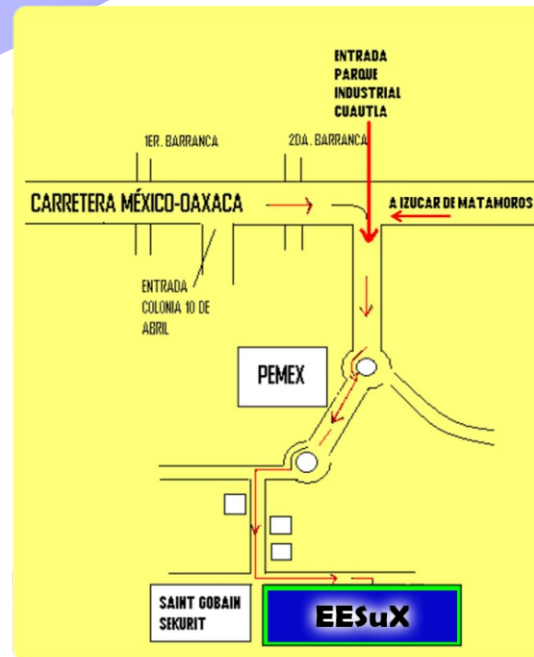 ENTRADA
PARQUE
INDUSTRIAL
CUAUTLA
1ER. BARRANCA
2DA. BARRANCA
CARRETERA MÉXICO-OAXACA
A IZUCAR DE MATAMOROS
ENTRADA
COLONIA 10 DE
ABRIL
PEMEX
SAINT GOBAIN
SEKURIT
EESuX